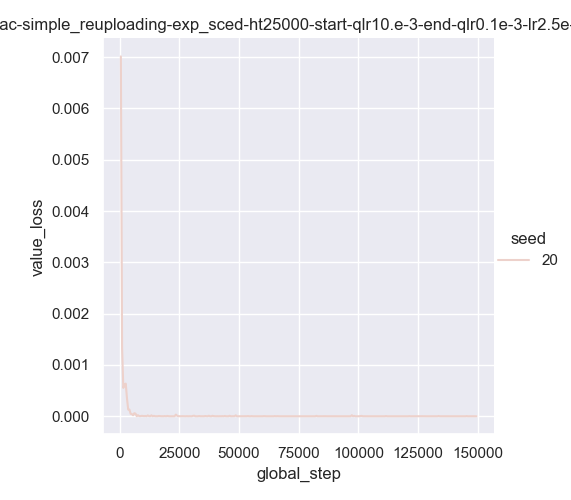 ac-simple_reuploading-exp_sced-ht25000-start-qlr10.e-3-end-qlr0.1e-3-lr2.5e-
0.007
0.006
0.005
0.004
0.003
0.002
0.001
0.000
value_loss
0 25000 50000 75000 100000 125000 150000
global_step
seed
20